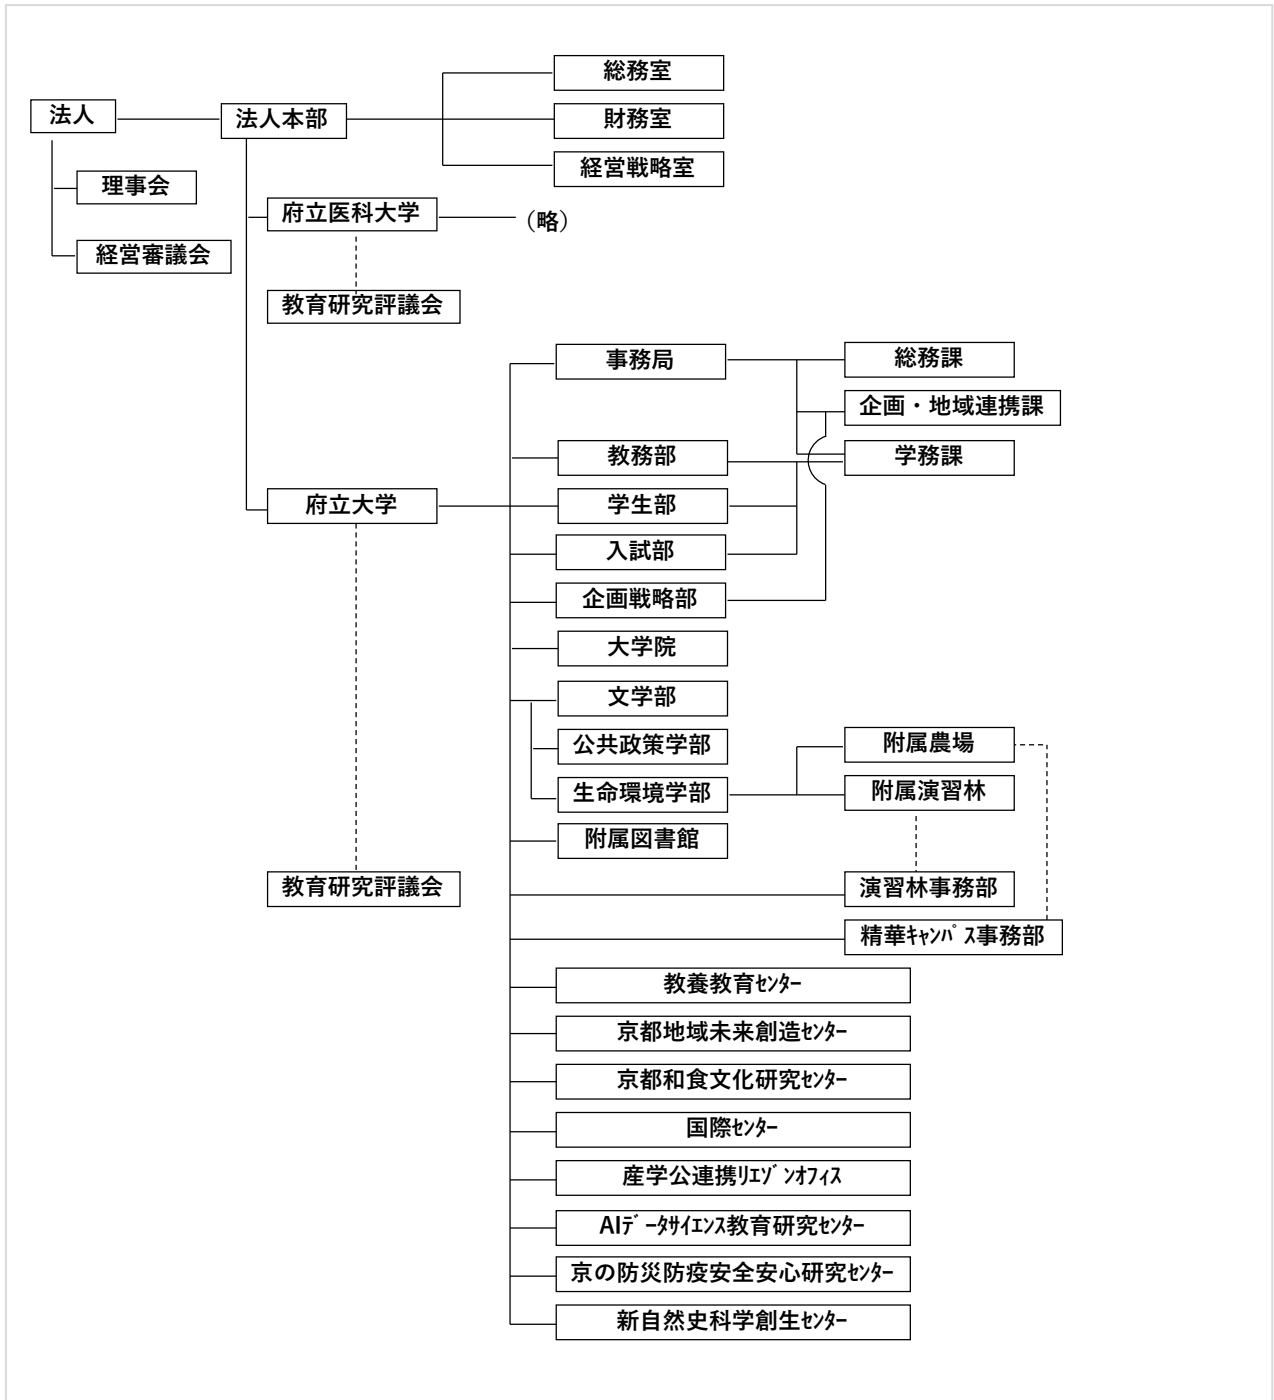 総務室
法人
法人本部
財務室
経営戦略室
理事会
府立医科大学
（略）
経営審議会
教育研究評議会
事務局
総務課
企画・地域連携課
教務部
学務課
府立大学
学生部
入試部
企画戦略部
大学院
文学部
公共政策学部
附属農場
生命環境学部
附属演習林
附属図書館
教育研究評議会
演習林事務部
精華ｷｬﾝﾊﾟｽ事務部
教養教育ｾﾝﾀｰ
京都地域未来創造ｾﾝﾀｰ
京都和食文化研究ｾﾝﾀｰ
国際ｾﾝﾀｰ
産学公連携ﾘｴｿﾞﾝｵﾌｨｽ
AIﾃﾞｰﾀｻｲｴﾝｽ教育研究ｾﾝﾀｰ
京の防災防疫安全安心研究ｾﾝﾀｰ
新自然史科学創生ｾﾝﾀｰ